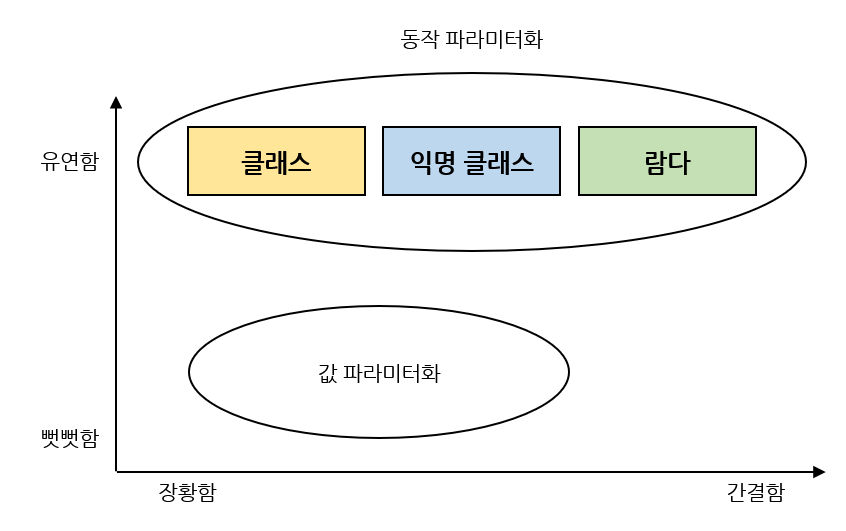 동작 파라미터화
유연함
클래스
익명 클래스
람다
값 파라미터화
뻣뻣함
장황함
간결함